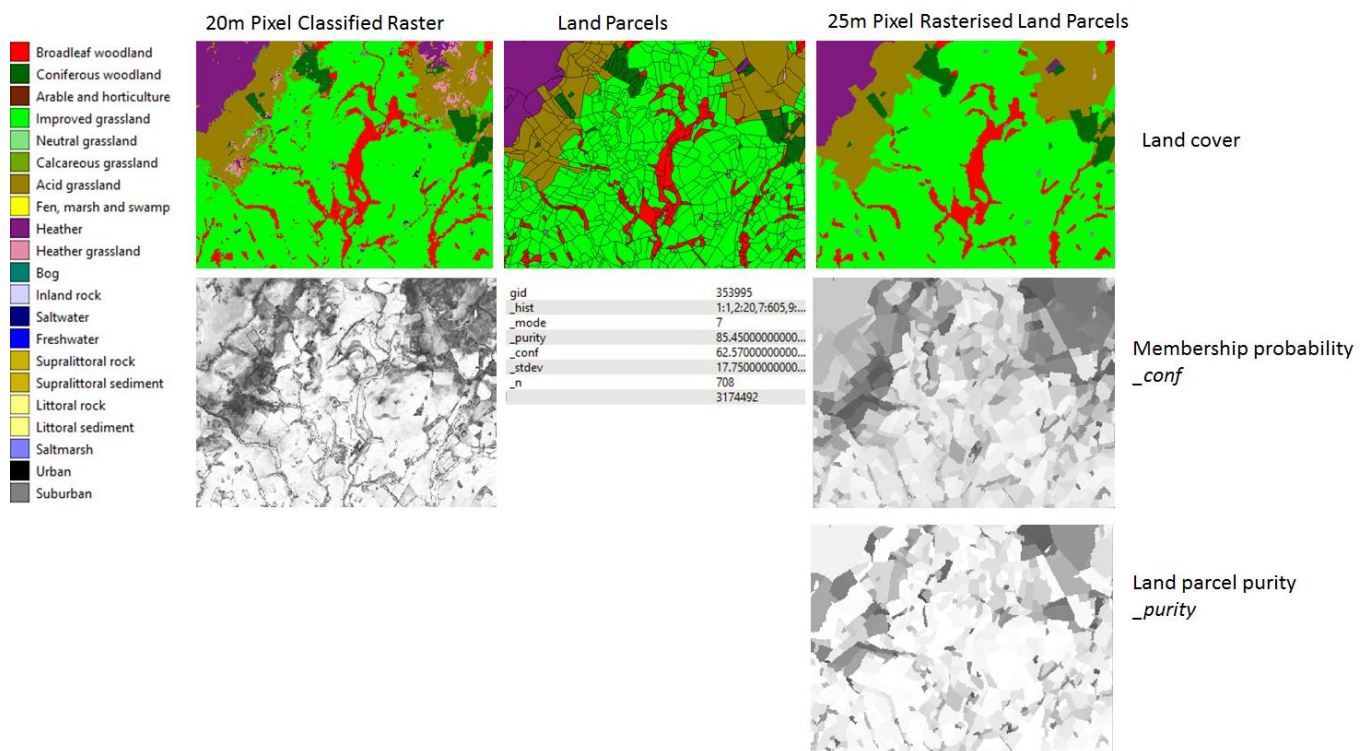 20m Pixel Classified Raster
Land Parcels
25m Pixel Rasterised Land Parcels
Broadleaf woodland
Coniferous woodland
Arable and horticulture
Improved grassland
Neutral grassland
Calcareous grassland
Acid grassland
Fen, marsh and swamp
Heather
Heather grassland
Bog
Inland rock
Saltwater
Freshwater
Supralittoral rock
Supralittoral sediment
Littoral rock
Littoral sediment
Saltmarsh
Urban
Suburban
Land cover
gid 353995
_hist 1:1,2:20,7:605,9:...
_mode 7
_purity 85.45000000000...
_conf 62.57000000000...
_stdev 17.75000000000...
_n 708
3174492
Membership probability
_conf
Land parcel purity
_purity